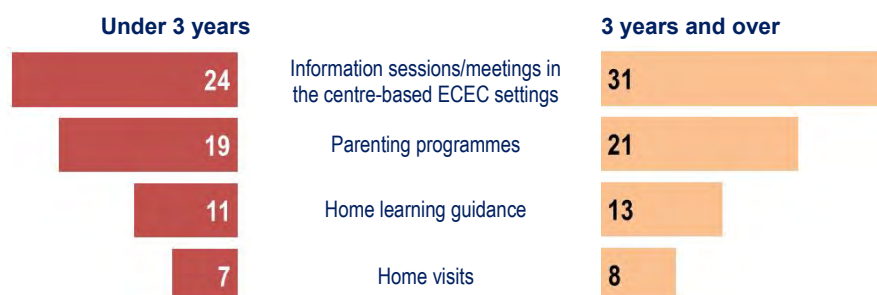 Under 3 years 3 years and over
24 Information sessions/meetings in 31
the centre-based ECEC settings
19 Parenting programmes 21
11 Home learning guidance 13
7 Home visits 8